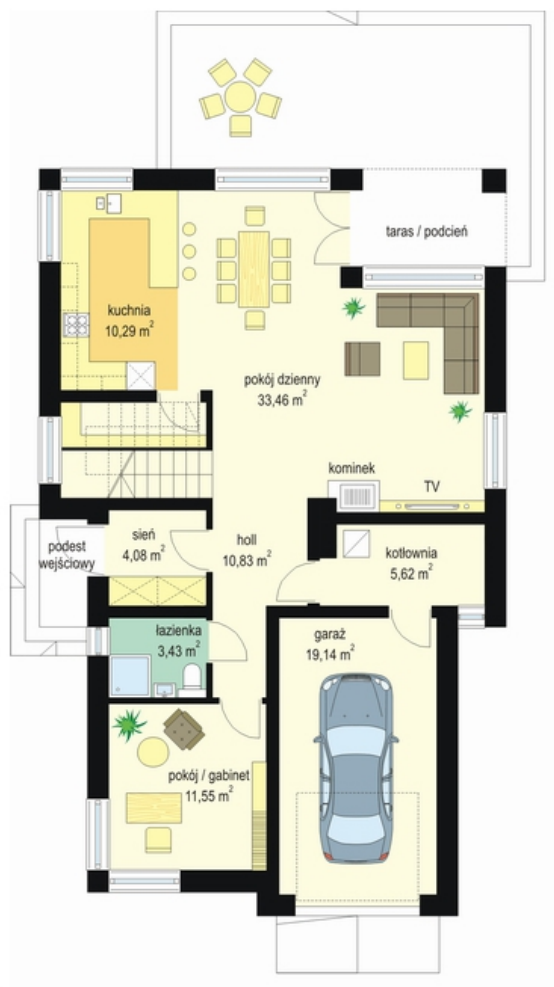 taras / podcień
kuchnia
10,29 m²
pokój dzienny
33,46 m²
kominek
TV
podest
wejściowy
sień
4,08 m²
holl
10,83 m²
kotłownia
5,62 m²
łazienka
3,43 m²
garaż
19,14 m²
pokój / gabinet
11,55 m²